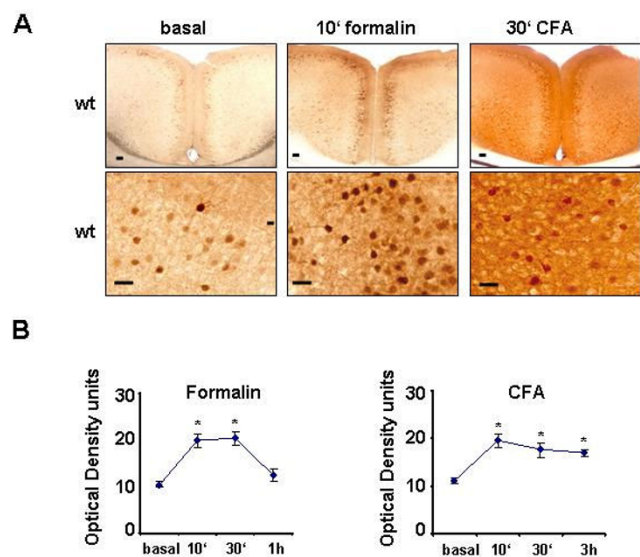 A
basal 10' formalin 30' CFA
wt
wt
B
Formalin
Optical Density units
30
20
10
0
* *
basal 10' 30' 1h
CFA
Optical Density units
30
20
10
0
* * *
basal 10' 30' 3h